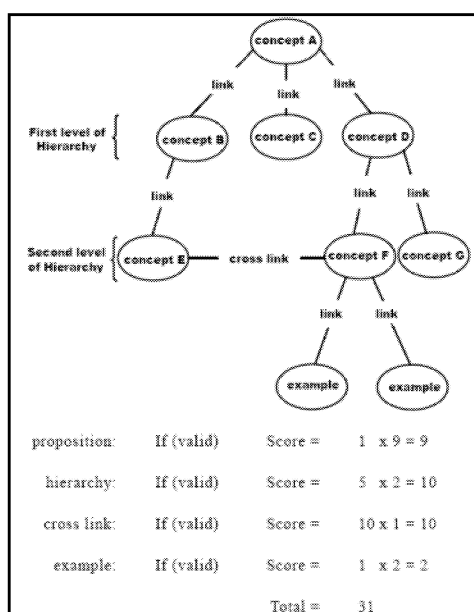 concept A
link
link
link
First level of
Hierarchy
concept B
concept C
concept D
link
link
link
Second level
of Hierarchy
concept E
cross link
concept F
concept G
link
link
example
example
proposition: If (valid) Score = 1 x 9 = 9
hierarchy: If (valid) Score = 5 x 2 = 10
cross link: If (valid) Score = 10 x 1 = 10
example: If (valid) Score = 1 x 2 = 2
Total = 31